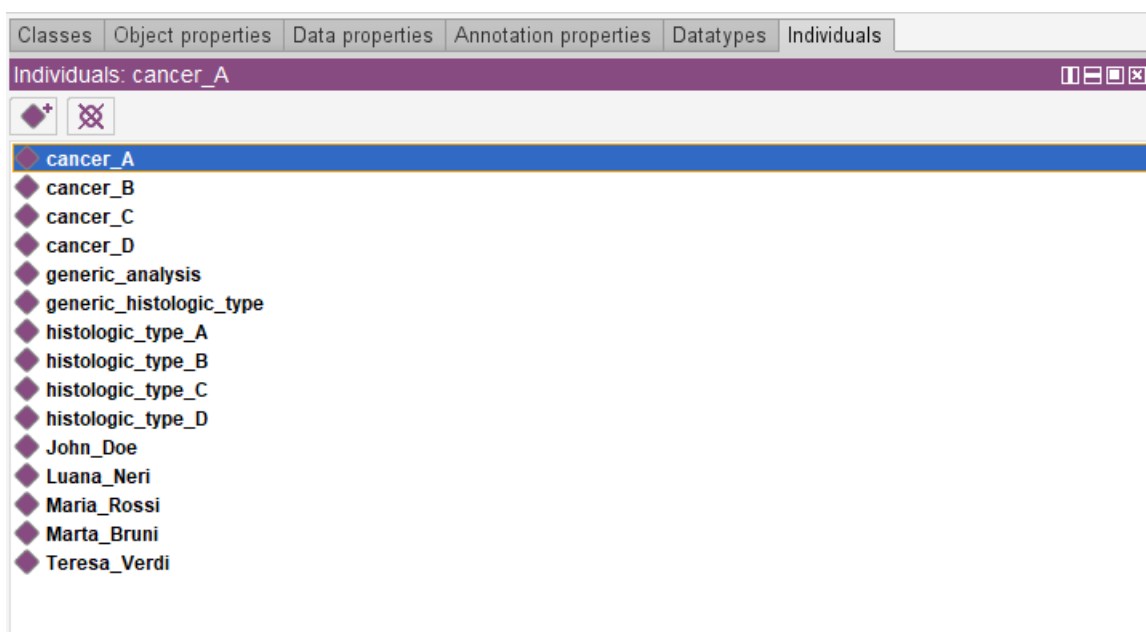 Classes Object properties Data properties Annotation properties Datatypes Individuals
Individuals: cancer_A
cancer_A
cancer_B
cancer_C
cancer_D
generic_analysis
generic_histologic_type
histologic_type_A
histologic_type_B
histologic_type_C
histologic_type_D
John_Doe
Luana_Neri
Maria_Rossi
Marta_Bruni
Teresa_Verdi